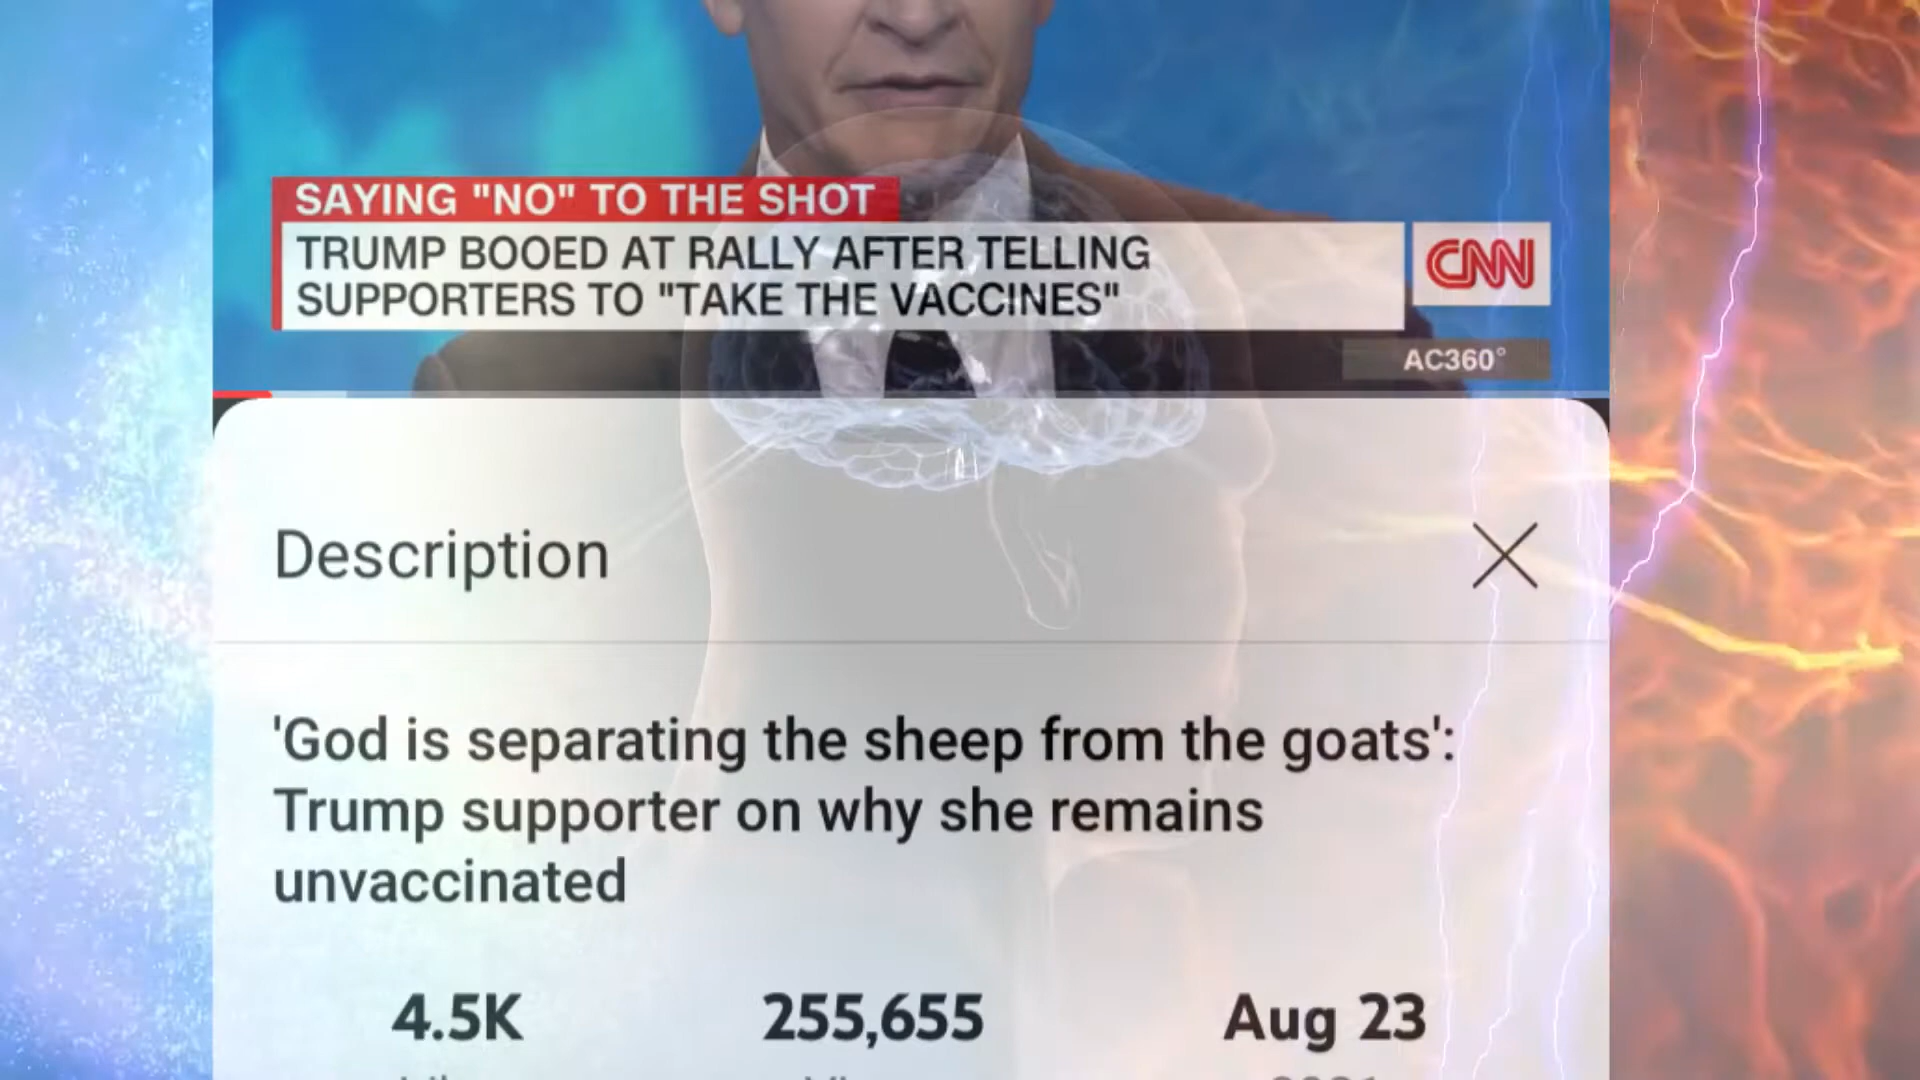 SAYING "NO" TO THE SHOT
TRUMP BOOED AT RALLY AFTER TELLING
SUPPORTERS TO "TAKE THE VACCINES"
CNN
AC360°
Description
'God is separating the sheep from the goats':
Trump supporter on why she remains
unvaccinated
4.5K 255,655 Aug 23